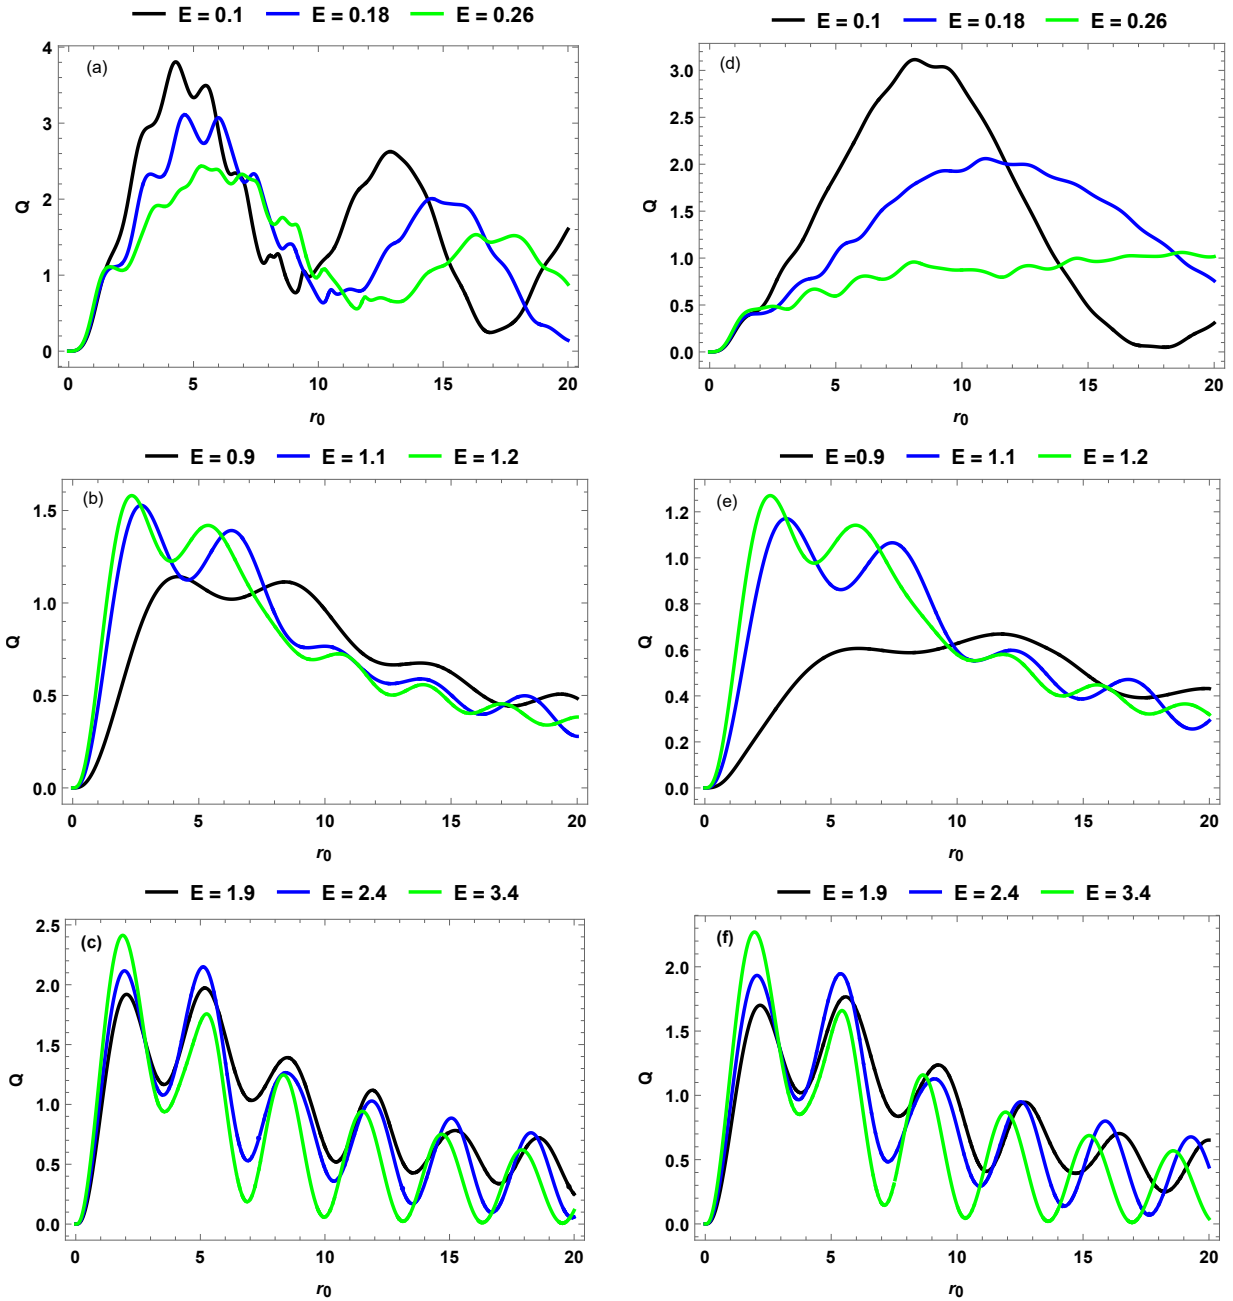 E = 0.1 E = 0.18 E = 0.26
(a)
Q
4
3
2
1
0
0 5 10 15 20
r0
E = 0.1 E = 0.18 E = 0.26
(d)
Q
3.0
2.5
2.0
1.5
1.0
0.5
0.0
0 5 10 15 20
r0
E = 0.9 E = 1.1 E = 1.2
(b)
Q
1.5
1.0
0.5
0.0
0 5 10 15 20
r0
E =0.9 E = 1.1 E = 1.2
(e)
Q
1.2
1.0
0.8
0.6
0.4
0.2
0.0
0 5 10 15 20
r0
E = 1.9 E = 2.4 E = 3.4
(c)
Q
2.5
2.0
1.5
1.0
0.5
0.0
0 5 10 15 20
r0
E = 1.9 E = 2.4 E = 3.4
(f)
Q
2.0
1.5
1.0
0.5
0.0
0 5 10 15 20
r0